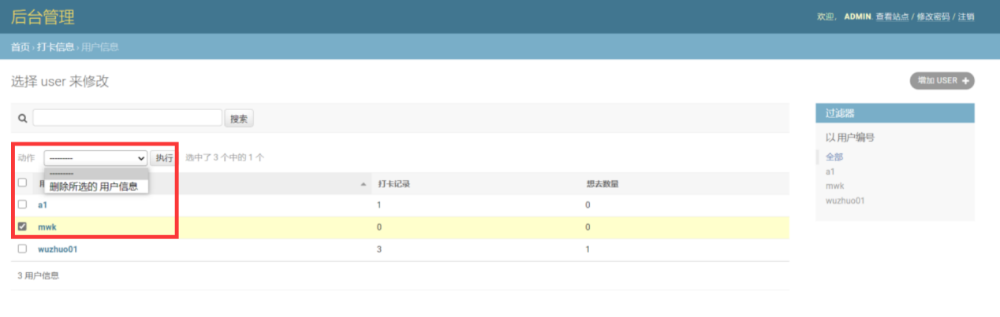 后台管理
欢迎， ADMIN. 查看站点 / 修改密码 / 注销
首页 › 打卡信息 › 用户信息
选择 user 来修改
增加 USER
搜索
过滤器
以 用户编号
全部
a1
mwk
wuzhuo01
动作 --------- 执行 选中了 3 个中的 1 个
---------
删除所选的 用户信息
打卡记录 想去数量
a1 1 0
mwk 0 0
wuzhuo01 3 1
3 用户信息